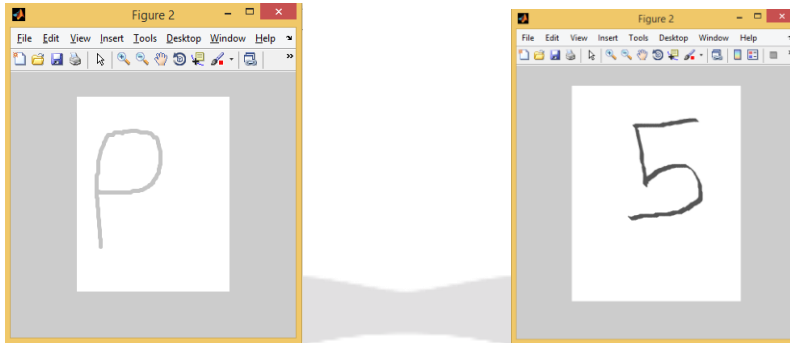 Figure 2
File Edit View Insert Tools Desktop Window Help
P
Figure 2
File Edit View Insert Tools Desktop Window Help
5